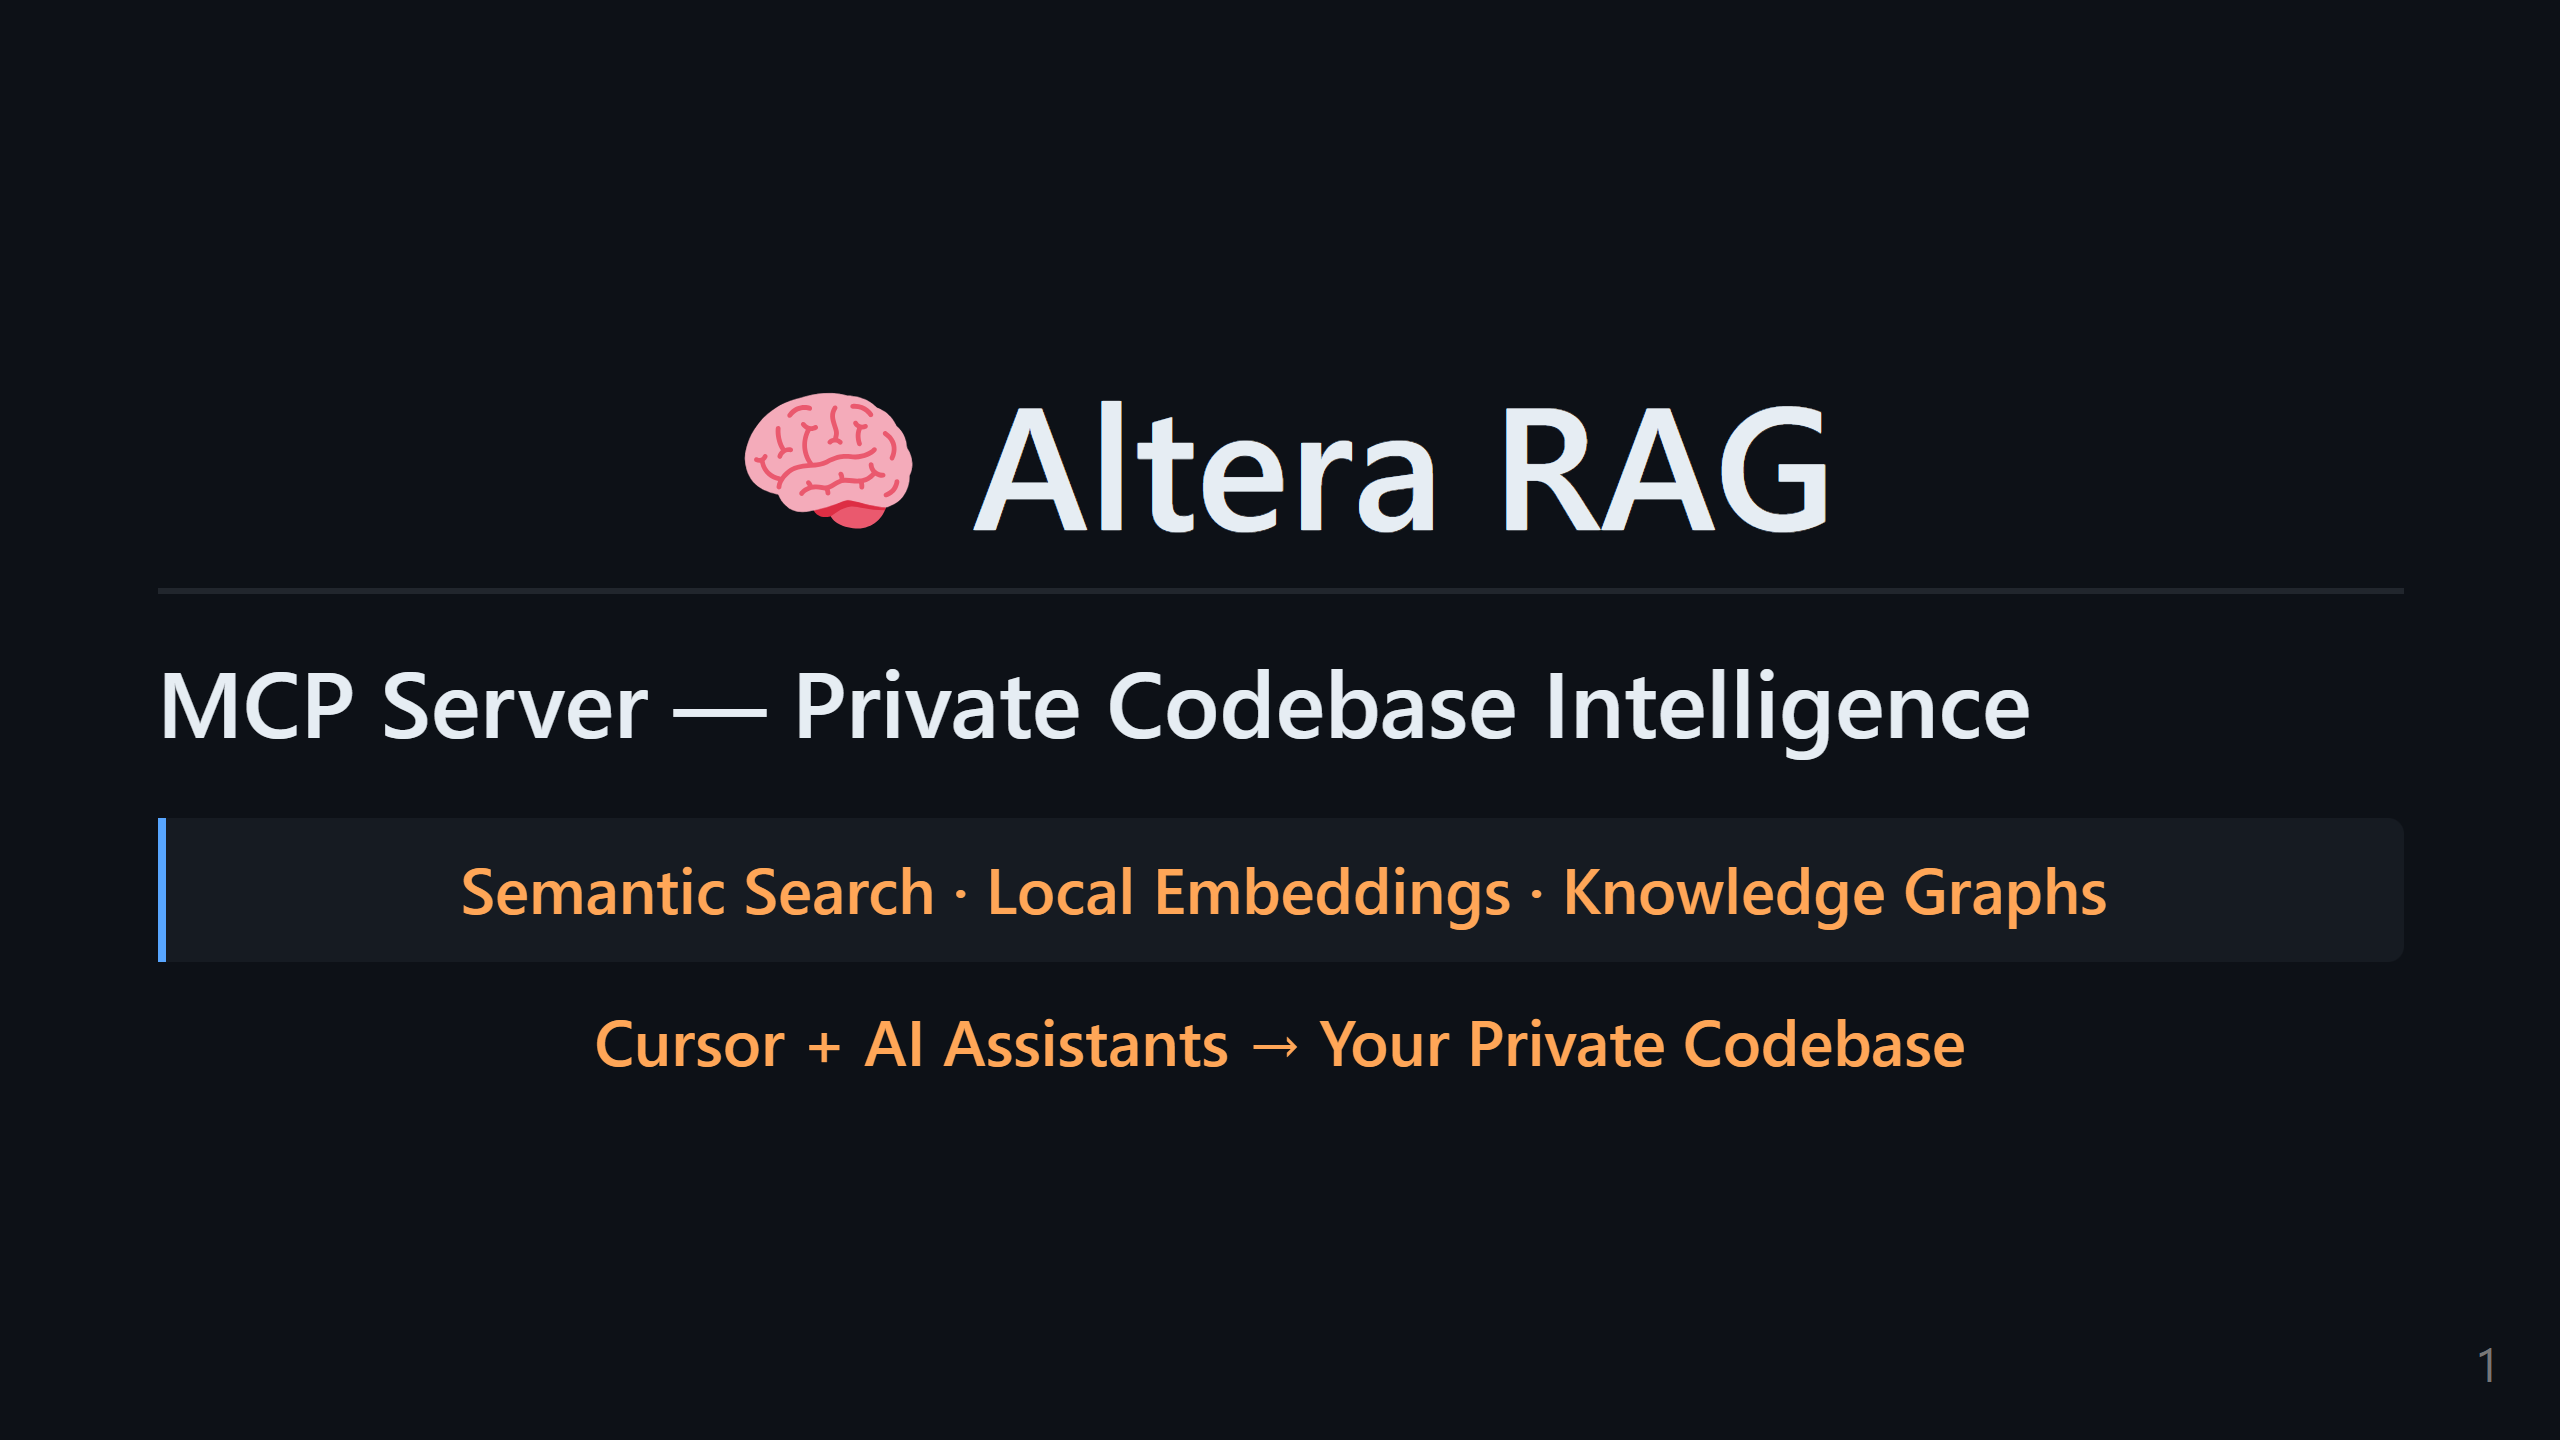 Altera RAG
MCP Server — Private Codebase Intelligence
Semantic Search · Local Embeddings · Knowledge Graphs
Cursor + AI Assistants → Your Private Codebase
1